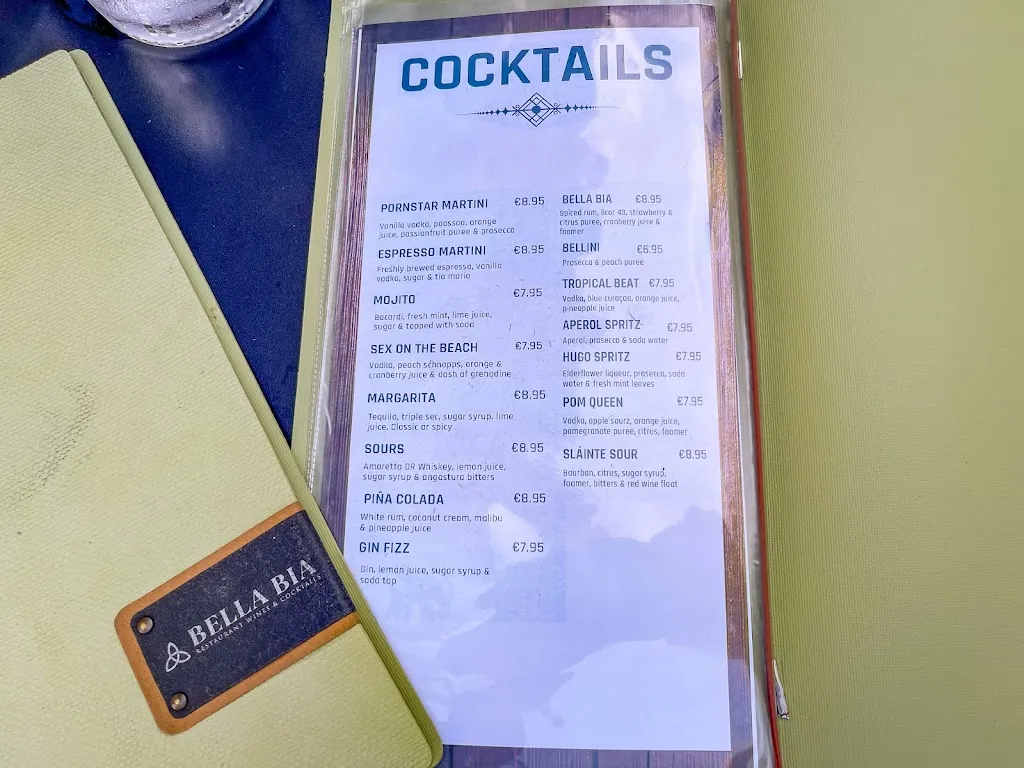 COCKTAILS
PORNSTAR MARTINI €8.95
Vanilla vodka, passoa, orange
juice, passionfruit puree & prosecco
ESPRESSO MARTINI €8.95
Freshly brewed espresso, vanilla
vodka, sugar & tia maria
MOJITO €7.95
Bacardi, fresh mint, lime juice,
sugar & topped with soda
SEX ON THE BEACH €7.95
Vodka, peach schnapps, orange &
cranberry juice & dash of grenadine
MARGARITA €8.95
Tequila, triple sec, sugar syrup, lime
juice. Classic or spicy
SOURS €8.95
Amaretto OR Whiskey, lemon juice,
sugar syrup & angostura bitters
PIÑA COLADA €8.95
White rum, coconut cream, malibu
& pineapple juice
GIN FIZZ €7.95
Gin, lemon juice, sugar syrup &
soda top
BELLA BIA €8.95
Spiced rum, licor 43, strawberry &
citrus puree, cranberry juice &
foamer
BELLINI €6.95
Prosecco & peach puree
TROPICAL BEAT €7.95
Vodka, blue curaçao, orange juice,
pineapple juice
APEROL SPRITZ €7.95
Aperol, prosecco & soda water
HUGO SPRITZ €7.95
Elderflower liqueur, prosecco, soda
water & fresh mint leaves
POM QUEEN €7.95
Vodka, apple sourz, orange juice,
pomegranate puree, citrus, foamer
SLÁINTE SOUR €8.95
Bourbon, citrus, sugar syrup,
foamer, bitters & red wine float
BELLA BIA
RESTAURANT WINES & COCKTAILS